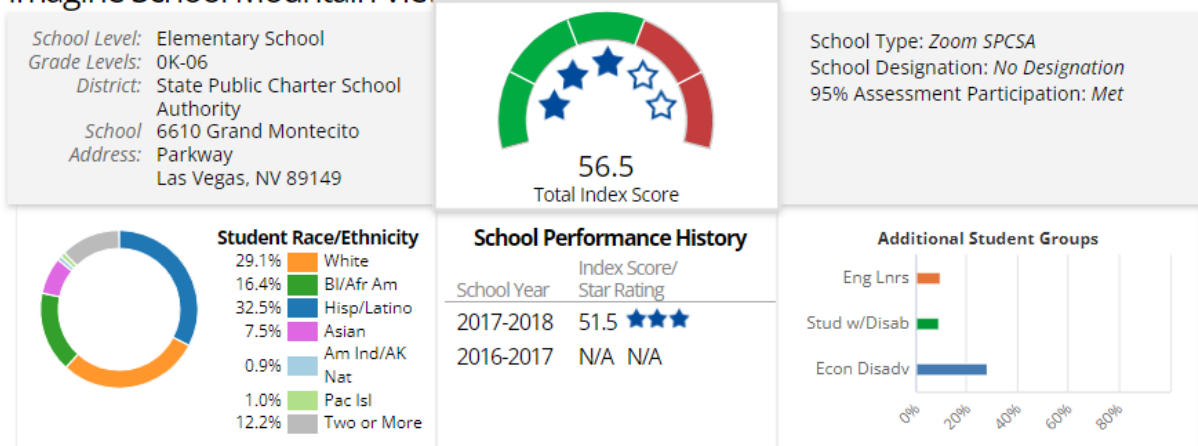 Imagine School Mountain View
School Level: Elementary School
Grade Levels: 0K-06
District: State Public Charter School
Authority
School 6610 Grand Montecito
Address: Parkway
Las Vegas, NV 89149
56.5
Total Index Score
School Type: Zoom SPCSA
School Designation: No Designation
95% Assessment Participation: Met
Student Race/Ethnicity
29.1% White
16.4% Bl/Afr Am
32.5% Hisp/Latino
7.5% Asian
0.9% Am Ind/AK
Nat
1.0% Pac Isl
12.2% Two or More
School Performance History
Index Score/
School Year Star Rating
2017-2018 51.5
2016-2017 N/A N/A
Additional Student Groups
Eng Lnrs
Stud w/Disab
Econ Disadv
0% 20% 40% 60% 80%